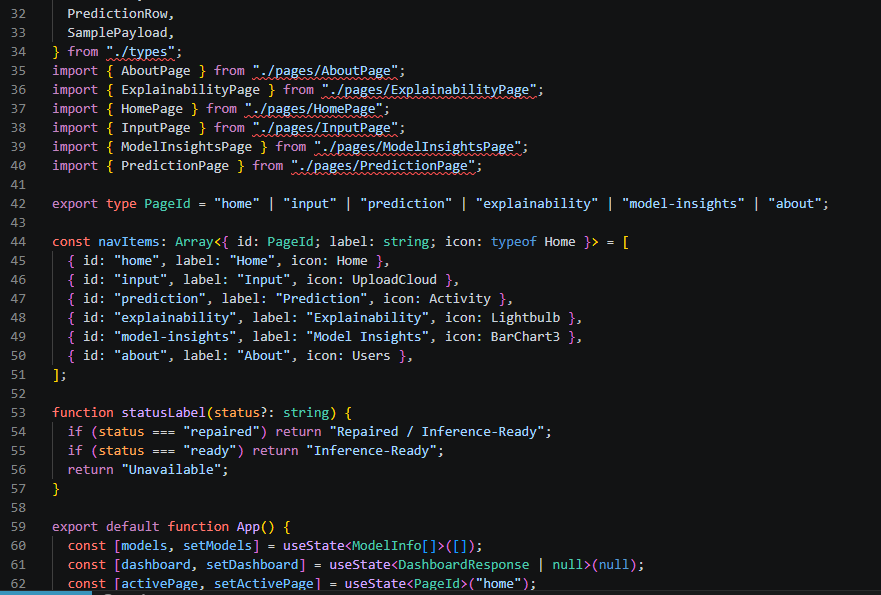 32 PredictionRow,
33 SamplePayload,
34 } from "./types";
35 import { AboutPage } from "./pages/AboutPage";
36 import { ExplainabilityPage } from "./pages/ExplainabilityPage";
37 import { HomePage } from "./pages/HomePage";
38 import { InputPage } from "./pages/InputPage";
39 import { ModelInsightsPage } from "./pages/ModelInsightsPage";
40 import { PredictionPage } from "./pages/PredictionPage";
41
42 export type PageId = "home" | "input" | "prediction" | "explainability" | "model-insights" | "about";
43
44 const navItems: Array<{ id: PageId; label: string; icon: typeof Home }> = [
45 { id: "home", label: "Home", icon: Home },
46 { id: "input", label: "Input", icon: UploadCloud },
47 { id: "prediction", label: "Prediction", icon: Activity },
48 { id: "explainability", label: "Explainability", icon: Lightbulb },
49 { id: "model-insights", label: "Model Insights", icon: BarChart3 },
50 { id: "about", label: "About", icon: Users },
51 ];
52
53 function statusLabel(status?: string) {
54 if (status === "repaired") return "Repaired / Inference-Ready";
55 if (status === "ready") return "Inference-Ready";
56 return "Unavailable";
57 }
58
59 export default function App() {
60 const [models, setModels] = useState<ModelInfo[]>([]);
61 const [dashboard, setDashboard] = useState<DashboardResponse | null>(null);
62 const [activePage, setActivePage] = useState<PageId>("home");